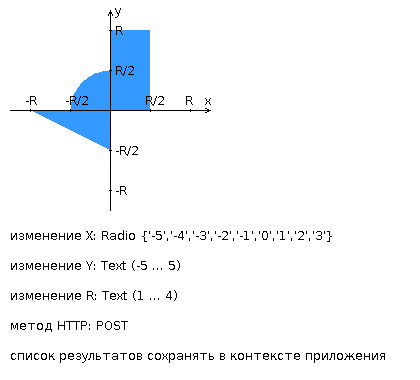 y
R
R/2
-R -R/2 R/2 R x
-R/2
-R
изменение X: Radio {'-5','-4','-3','-2','-1','0','1','2','3'}
изменение Y: Text (-5 ... 5)
изменение R: Text (1 ... 4)
метод HTTP: POST
список результатов сохранять в контексте приложения